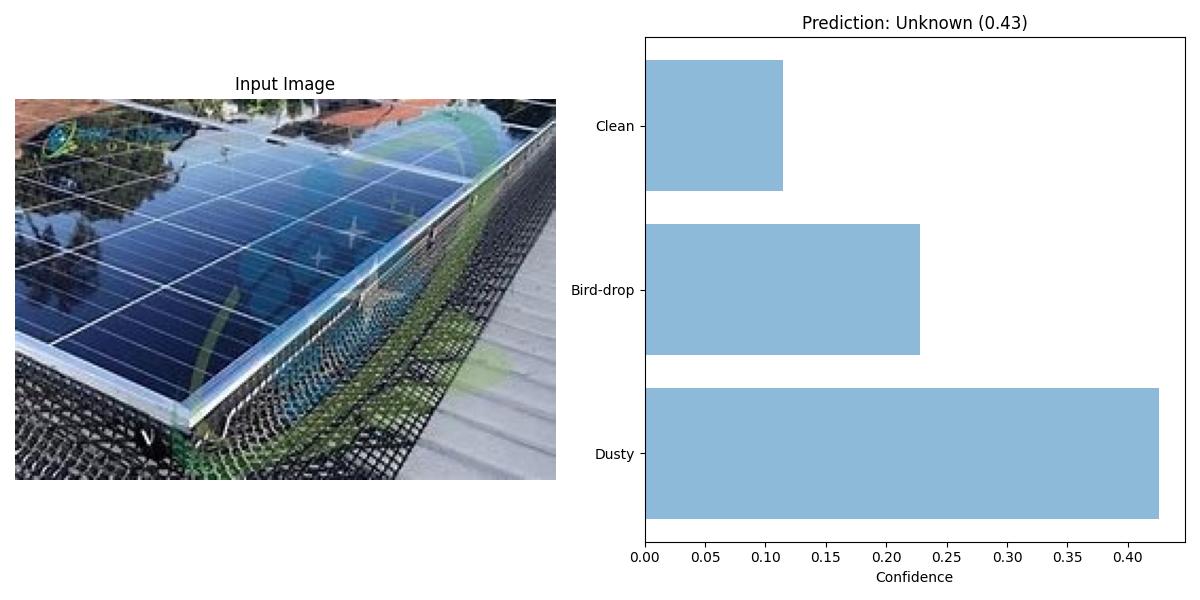 Input Image
Prediction: Unknown (0.43)
Clean
Bird-drop
Dusty
0.00 0.05 0.10 0.15 0.20 0.25 0.30 0.35 0.40
Confidence